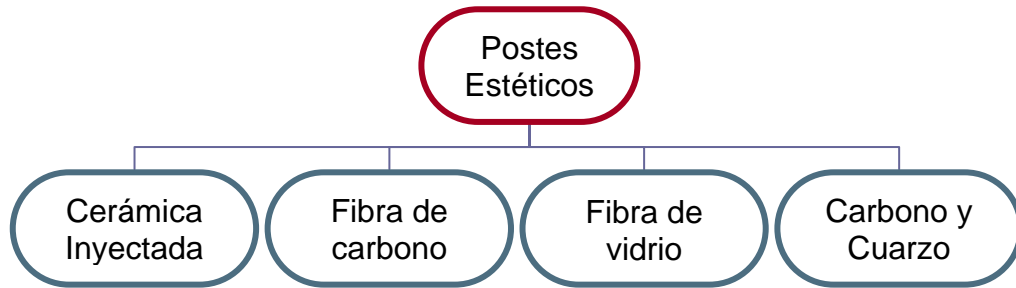 Postes
Estéticos
Cerámica
Inyectada
Fibra de
carbono
Fibra de
vidrio
Carbono y
Cuarzo